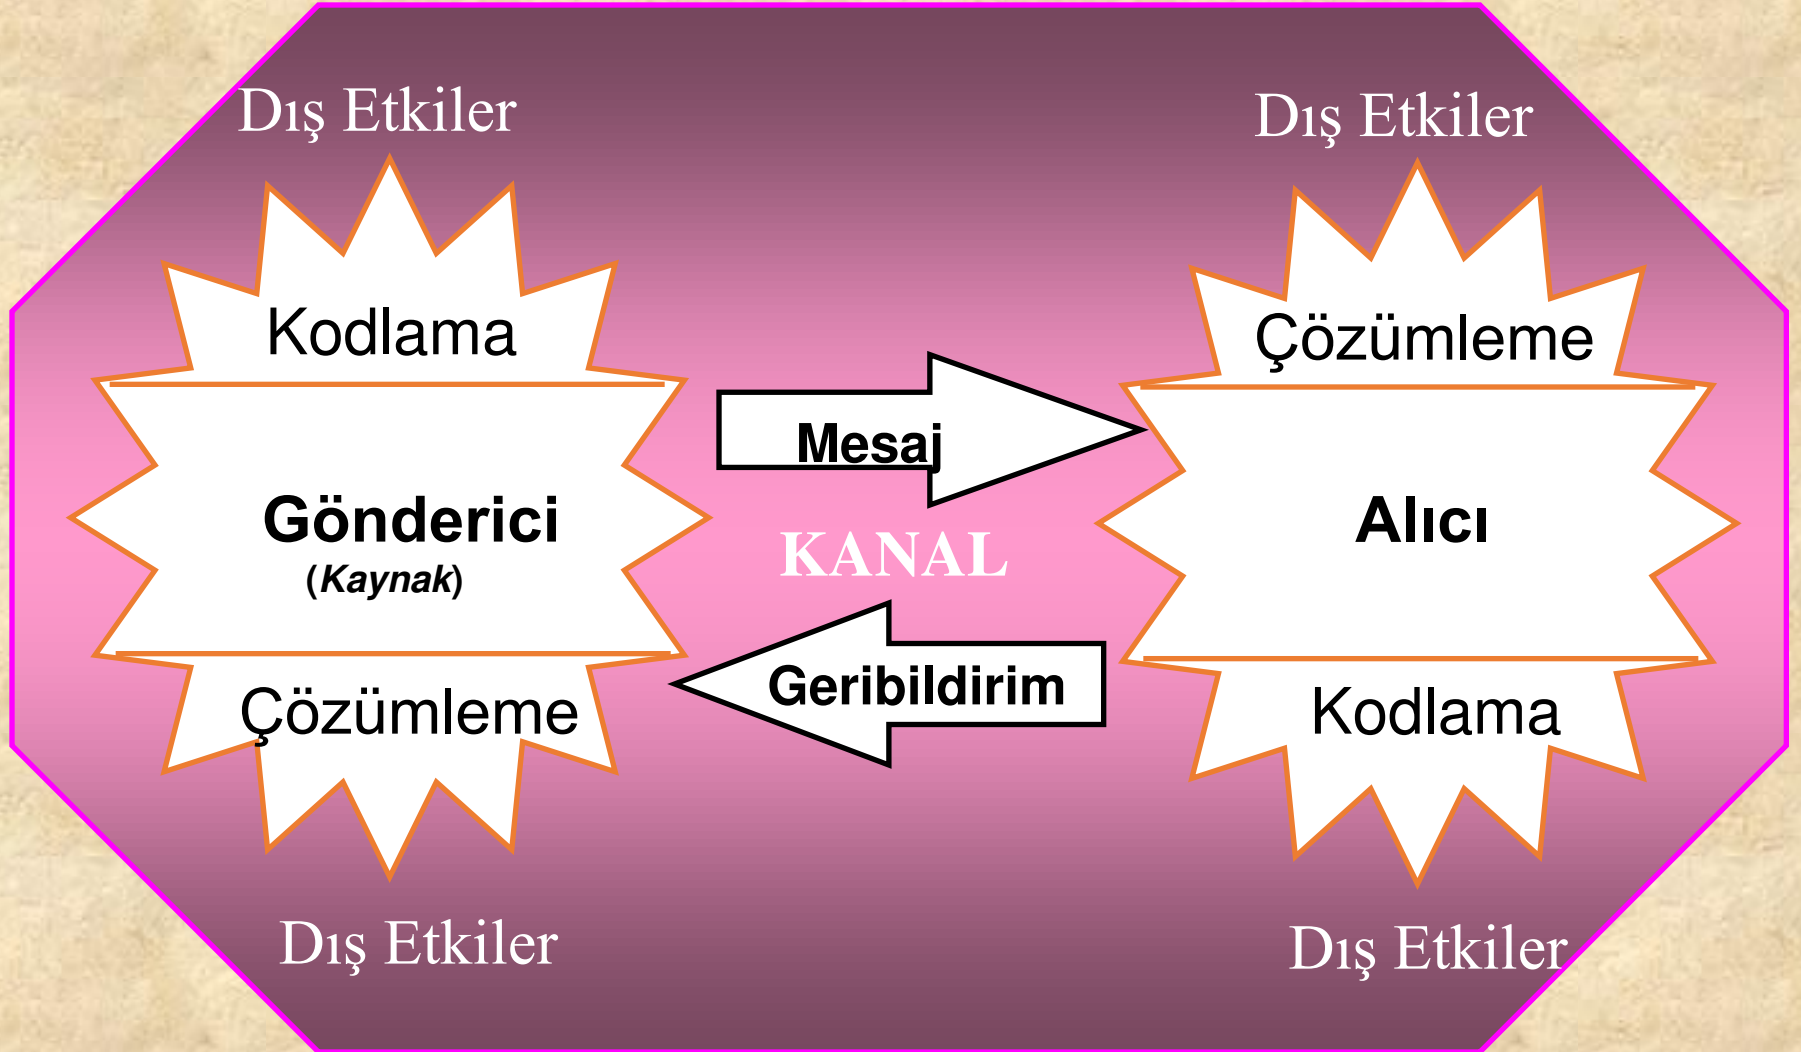 Dış Etkiler
Dış Etkiler
Kodlama
Çözümleme
Mesaj
Gönderici
(Kaynak)
KANAL
Alıcı
Geribildirim
Çözümleme
Kodlama
Dış Etkiler
Dış Etkiler